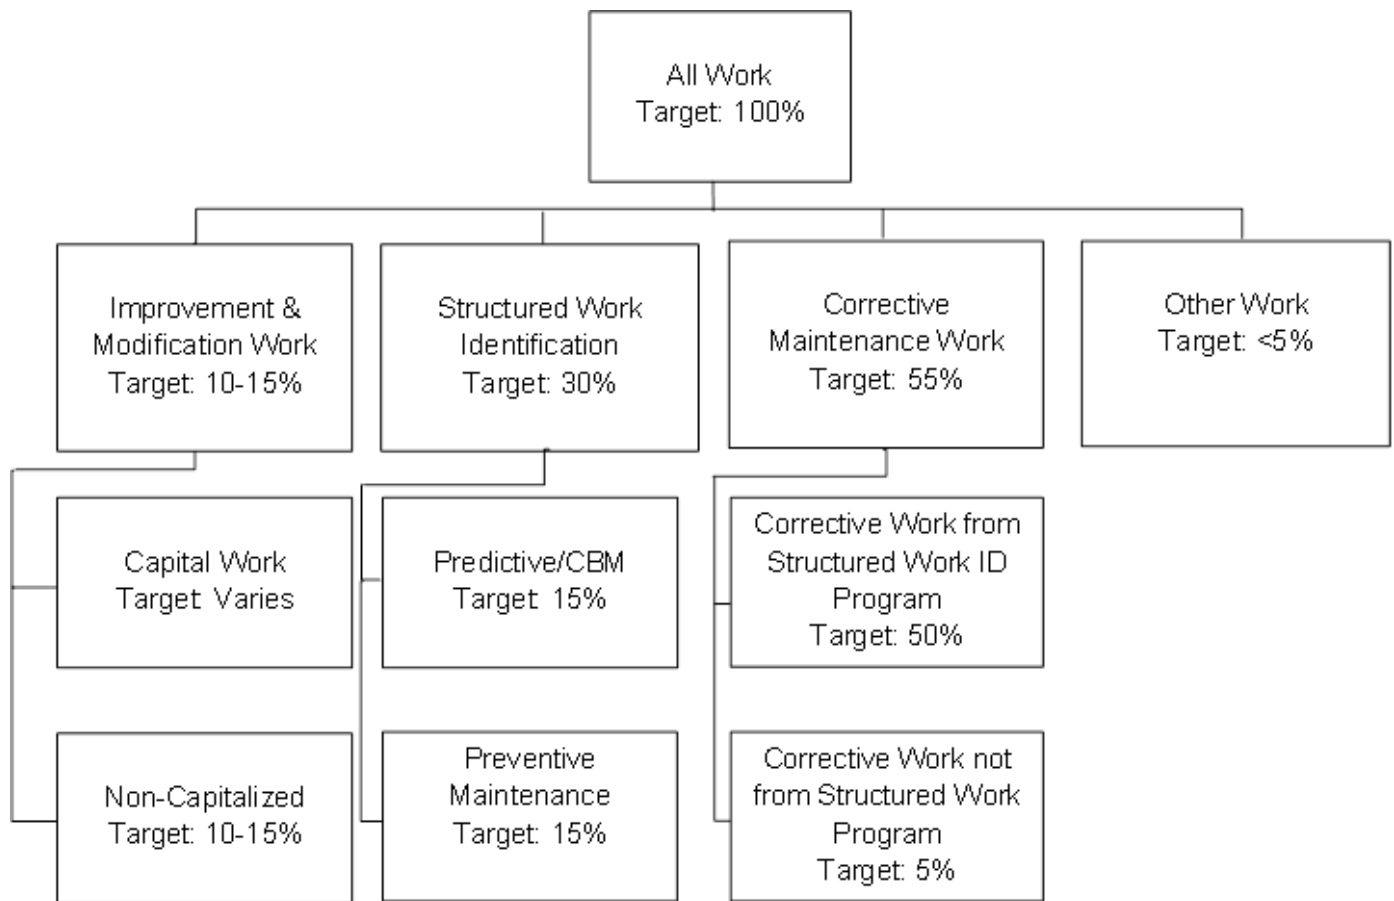 All Work
Target: 100%
Improvement &
Modification Work
Target: 10-15%
Structured Work
Identification
Target: 30%
Corrective
Maintenance Work
Target: 55%
Other Work
Target: <5%
Capital Work
Target: Varies
Predictive/CBM
Target: 15%
Corrective Work from
Structured Work ID
Program
Target: 50%
Non-Capitalized
Target: 10-15%
Preventive
Maintenance
Target: 15%
Corrective Work not
from Structured Work
Program
Target: 5%